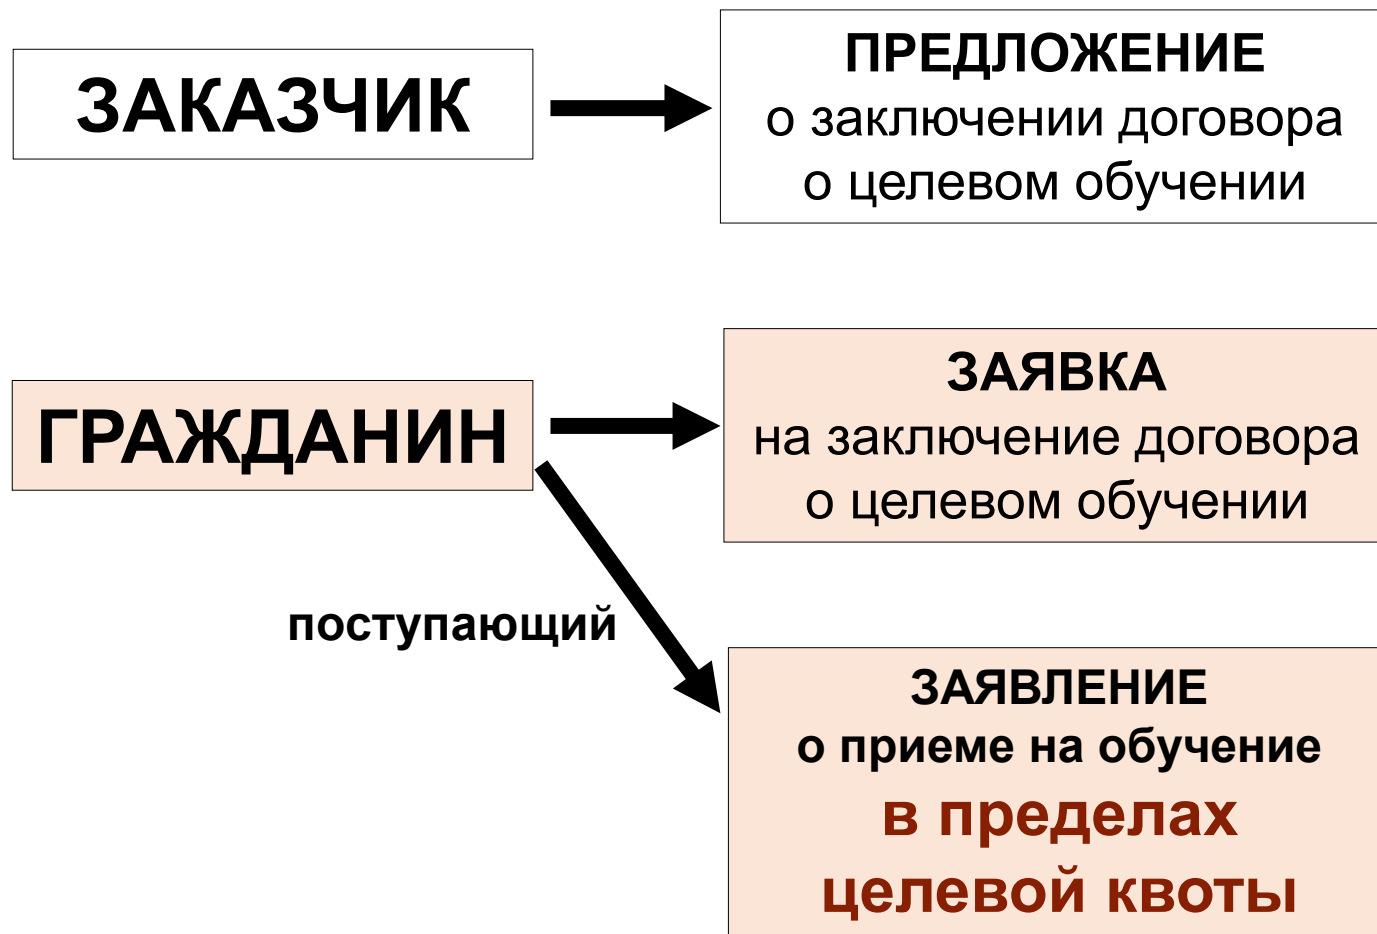 ЗАКАЗЧИК
ПРЕДЛОЖЕНИЕ
о заключении договора
о целевом обучении
ГРАЖДАНИН
ЗАЯВКА
на заключение договора
о целевом обучении
поступающий
ЗАЯВЛЕНИЕ
о приеме на обучение
в пределах
целевой квоты